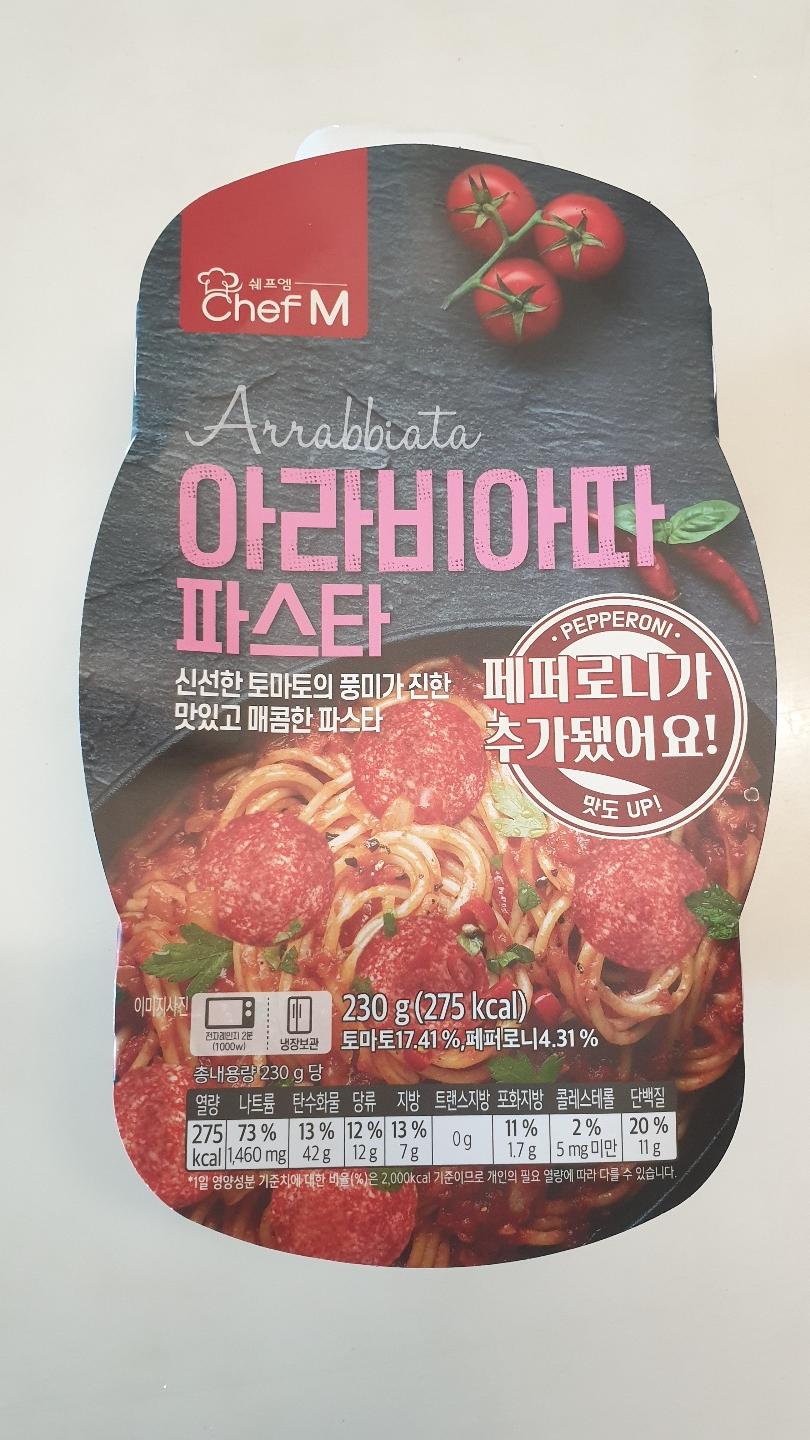 쉐프엠
Chef M
Arrabbiata
아라비아따
파스타
신선한 토마토의 풍미가 진한
맛있고 매콤한 파스타
· PEPPERONI ·
페퍼로니가
추가됐어요!
맛도 UP!
이미지사진
전자레인지 2분
(1000w)
냉장보관
230 g (275 kcal)
토마토17.41 %,페퍼로니4.31 %
총내용량 230 g 당
열량 나트륨 탄수화물 당류 지방 트랜스지방 포화지방 콜레스테롤 단백질
275 73 % 13 % 12 % 13 % 0 g 11 % 2 % 20 %
kcal 1,460 mg 42 g 12 g 7 g 1.7 g 5 mg 미만 11 g
*1일 영양성분 기준치에 대한 비율(%)은 2,000kcal 기준이므로 개인의 필요 열량에 따라 다를 수 있습니다.